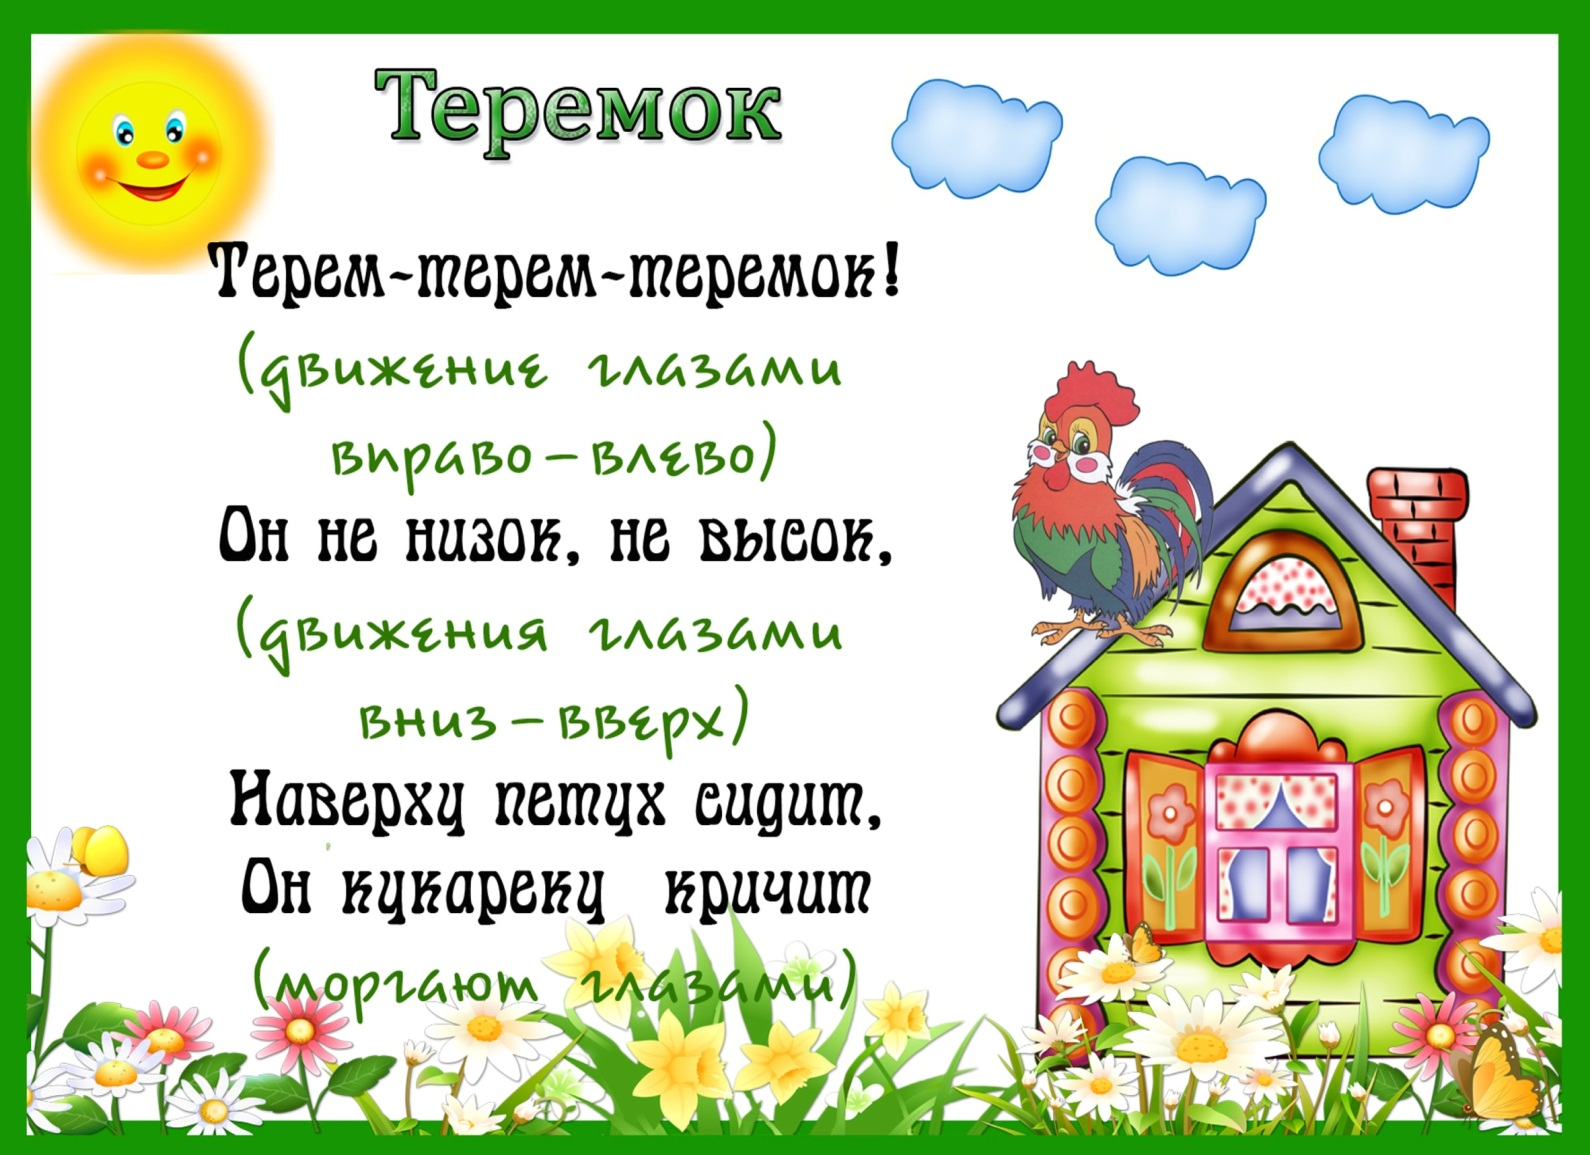 Теремок
Терем-терем-теремок!
(движение глазами
вправо – влево)
Он не низок, не высок,
(движения глазами
вниз – вверх)
Наверху петух сидит,
Он кукареку кричит
(моргают глазами)